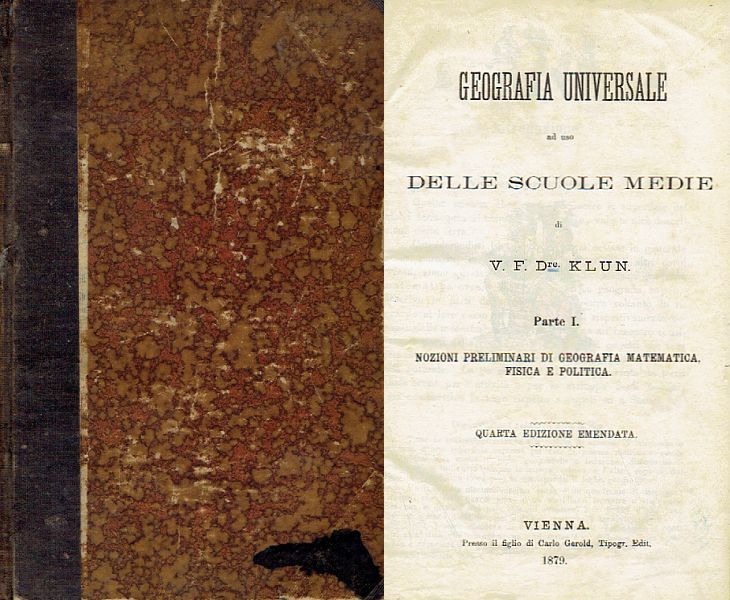 GEOGRAFIA UNIVERSALE
ad uso
DELLE SCUOLE MEDIE
di
V. F. Dre. KLUN.
Parte I.
NOZIONI PRELIMINARI DI GEOGRAFIA MATEMATICA,
FISICA E POLITICA.
QUARTA EDIZIONE EMENDATA.
VIENNA.
Presso il figlio di Carlo Gerold, Tipogr. Edit.
1879.